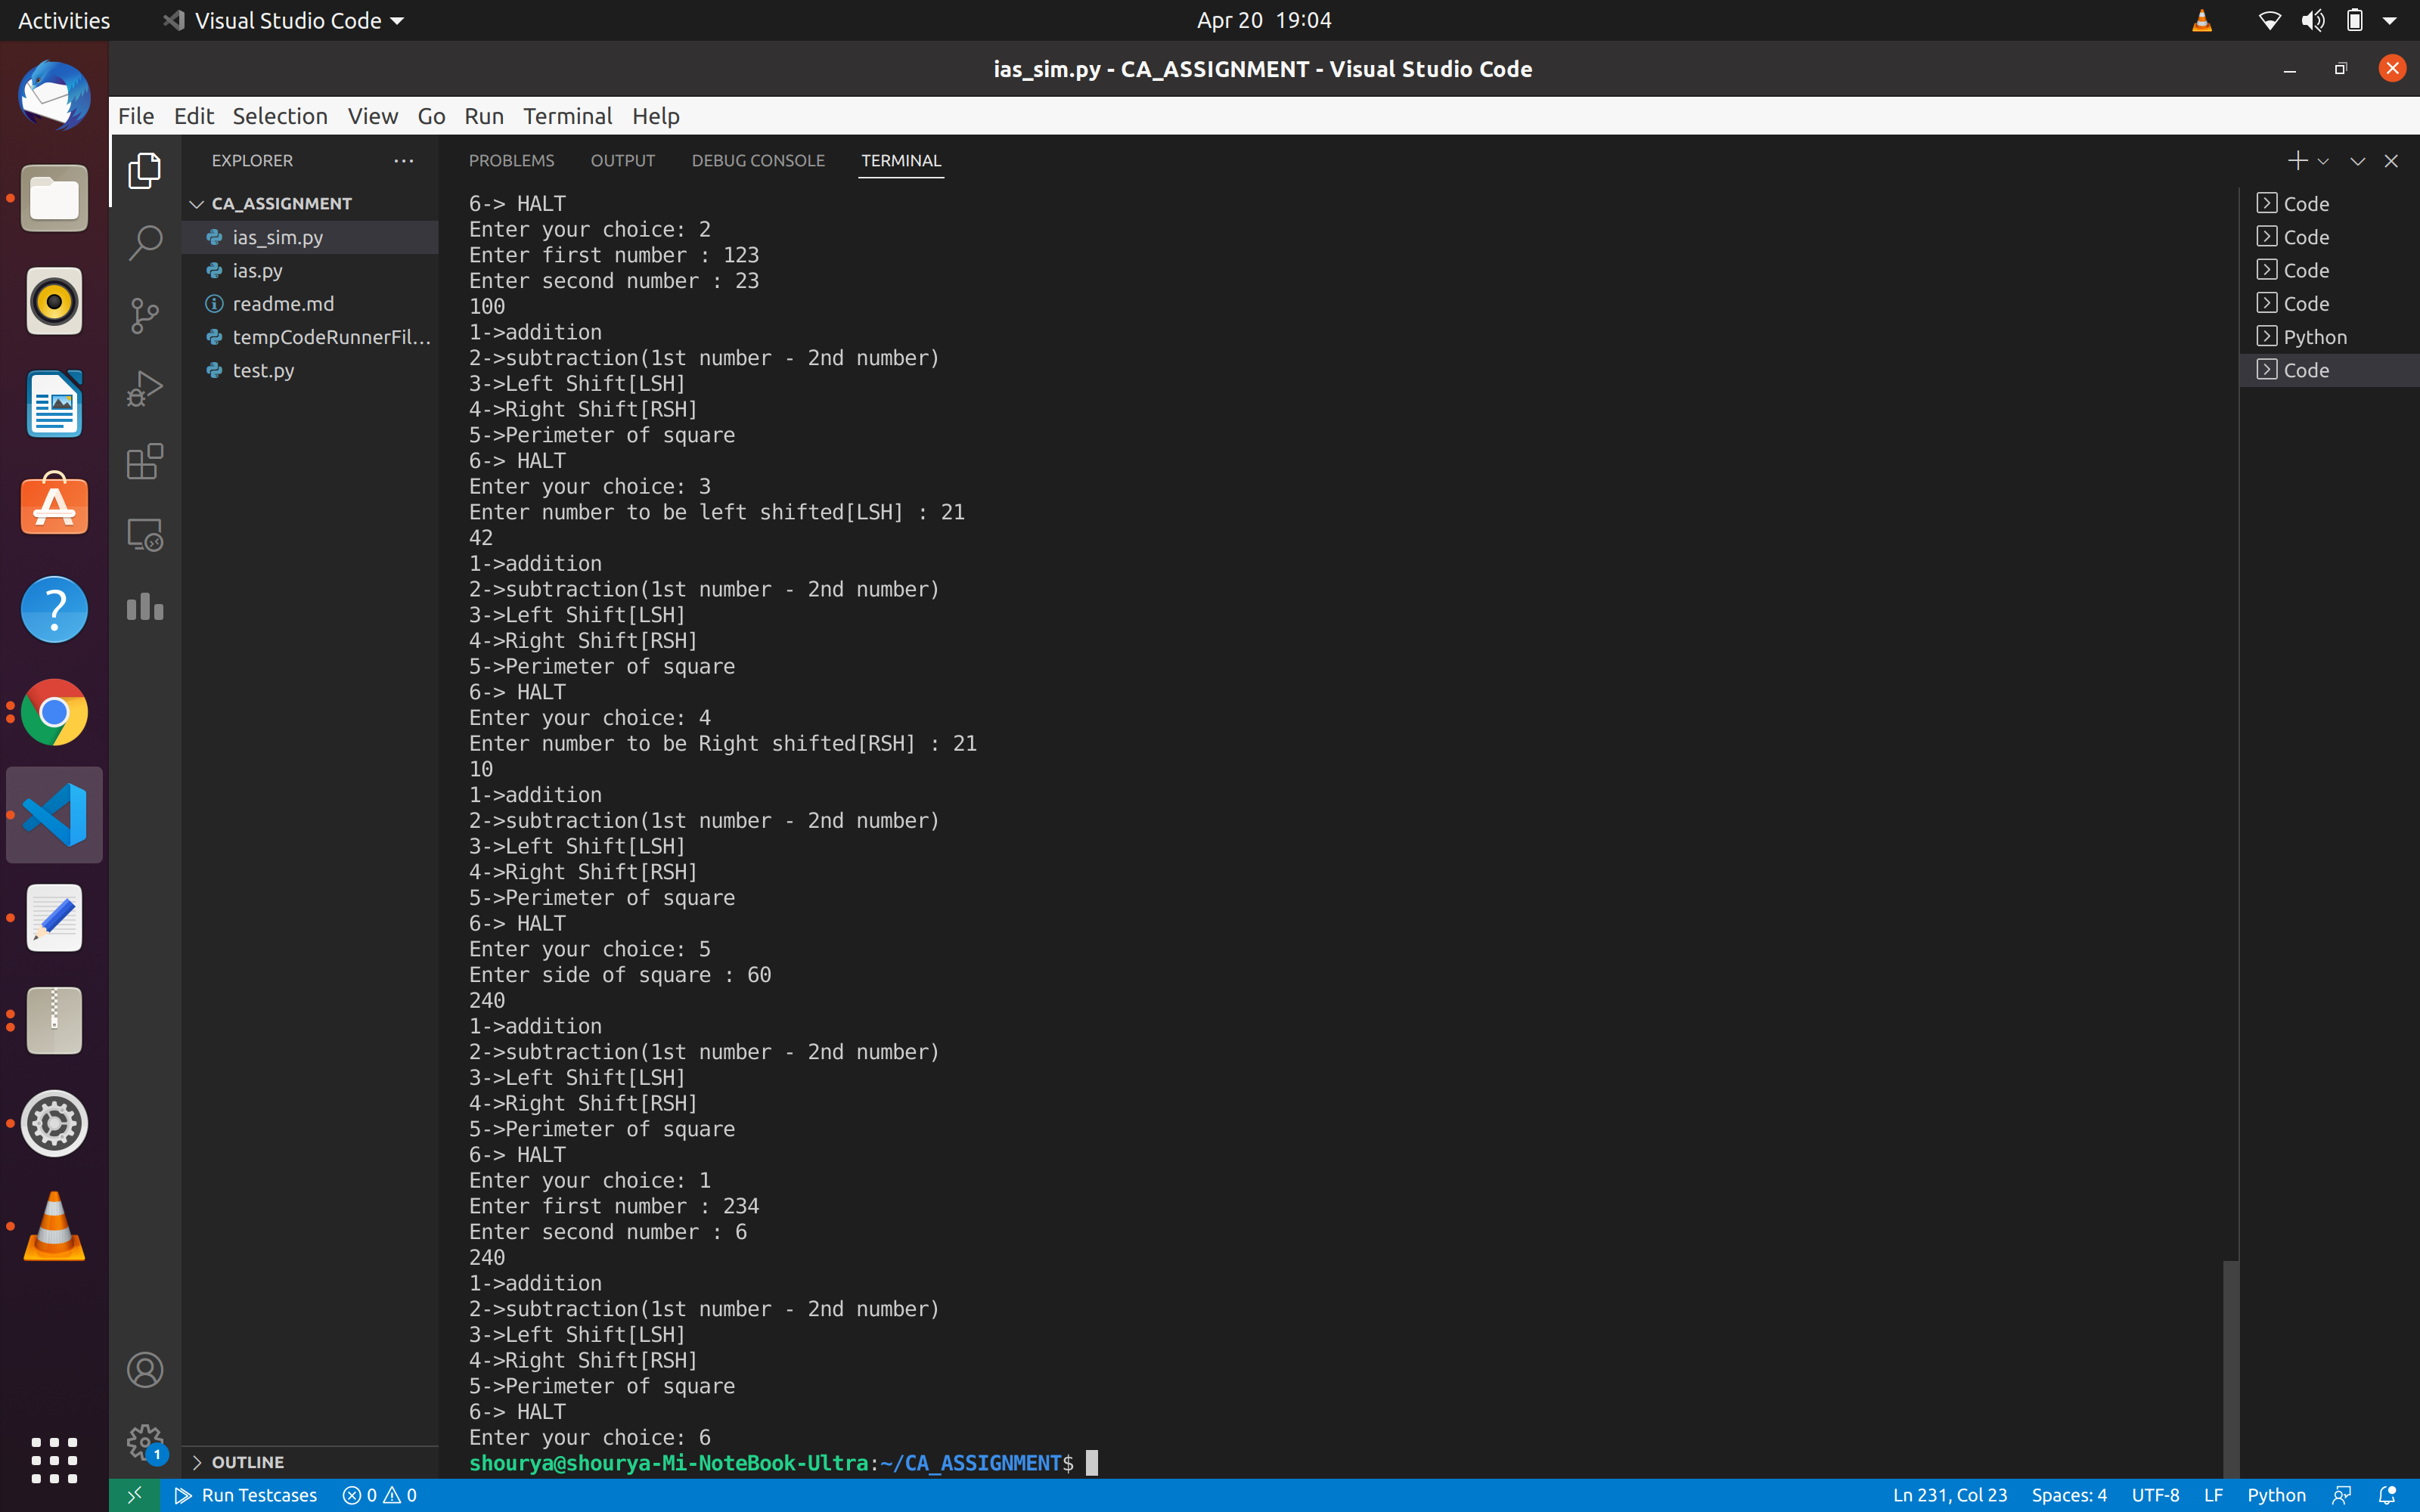 Activities
Visual Studio Code
Apr 20 19:04
ias_sim.py - CA_ASSIGNMENT - Visual Studio Code
File Edit Selection View Go Run Terminal Help
EXPLORER
CA_ASSIGNMENT
ias_sim.py
ias.py
readme.md
tempCodeRunnerFil...
test.py
OUTLINE
1
PROBLEMS OUTPUT DEBUG CONSOLE TERMINAL
6-> HALT
Enter your choice: 2
Enter first number : 123
Enter second number : 23
100
1->addition
2->subtraction(1st number - 2nd number)
3->Left Shift[LSH]
4->Right Shift[RSH]
5->Perimeter of square
6-> HALT
Enter your choice: 3
Enter number to be left shifted[LSH] : 21
42
1->addition
2->subtraction(1st number - 2nd number)
3->Left Shift[LSH]
4->Right Shift[RSH]
5->Perimeter of square
6-> HALT
Enter your choice: 4
Enter number to be Right shifted[RSH] : 21
10
1->addition
2->subtraction(1st number - 2nd number)
3->Left Shift[LSH]
4->Right Shift[RSH]
5->Perimeter of square
6-> HALT
Enter your choice: 5
Enter side of square : 60
240
1->addition
2->subtraction(1st number - 2nd number)
3->Left Shift[LSH]
4->Right Shift[RSH]
5->Perimeter of square
6-> HALT
Enter your choice: 1
Enter first number : 234
Enter second number : 6
240
1->addition
2->subtraction(1st number - 2nd number)
3->Left Shift[LSH]
4->Right Shift[RSH]
5->Perimeter of square
6-> HALT
Enter your choice: 6
shourya@shourya-Mi-NoteBook-Ultra:~/CA_ASSIGNMENT$
Code
Code
Code
Code
Python
Code
Run Testcases 0 0
Ln 231, Col 23 Spaces: 4 UTF-8 LF Python